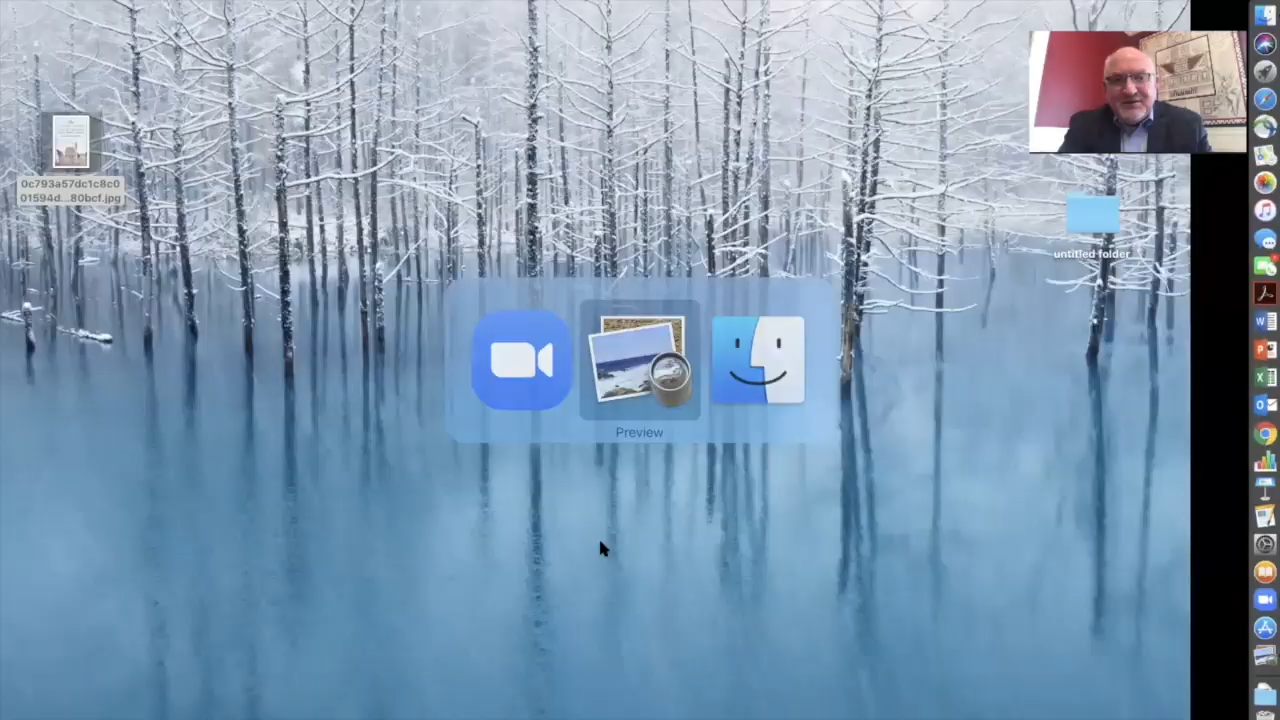 0c793a57dc1c8c0
01594d...80bcf.jpg
untitled folder
Preview